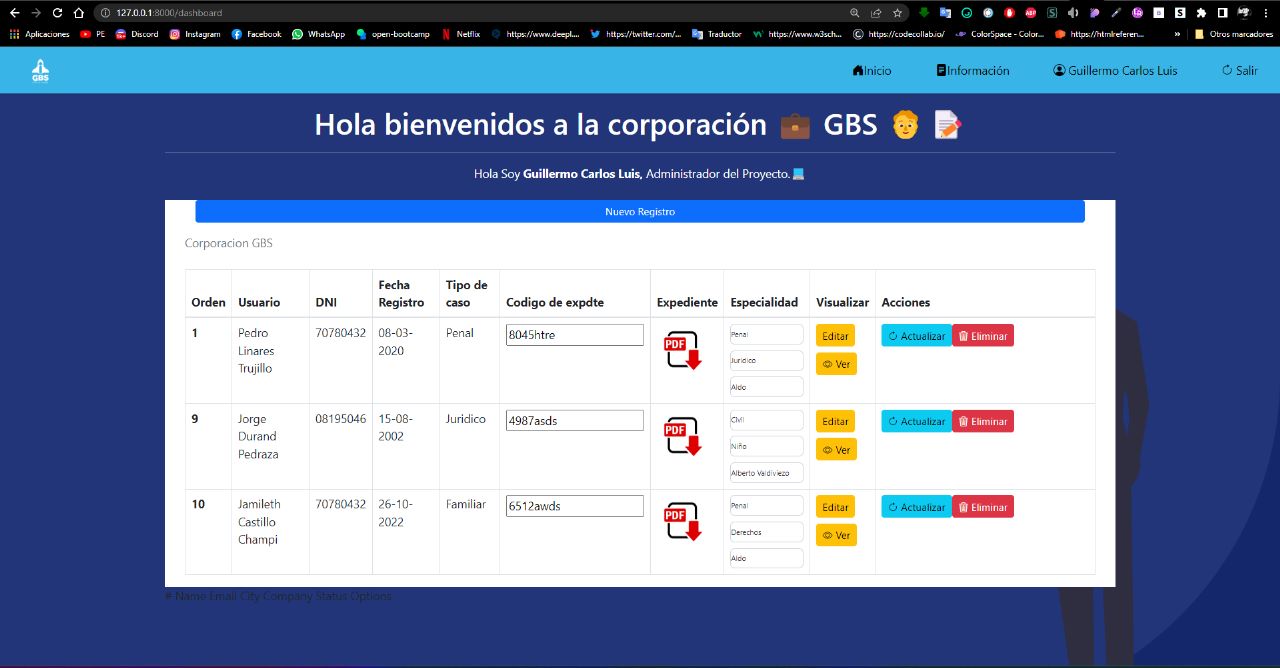 127.0.0.1:8000/dashboard
Aplicaciones PE Discord Instagram Facebook WhatsApp open-bootcamp Netflix https://www.deepl... https://twitter.com/... Traductor https://www.w3sch... https://codecollab.io/ ColorSpace - Color... https://htmlreferen... » Otros marcadores
GBS Inicio Información Guillermo Carlos Luis Salir
Hola bienvenidos a la corporación GBS
Hola Soy Guillermo Carlos Luis, Administrador del Proyecto.
Nuevo Registro
Corporacion GBS
Orden Usuario DNI Fecha Registro Tipo de caso Codigo de expdte Expediente Especialidad Visualizar Acciones
1 Pedro Linares Trujillo 70780432 08-03-2020 Penal 8045htre PDF Penal Juridico Aldo Editar Ver Actualizar Eliminar
9 Jorge Durand Pedraza 08195046 15-08-2002 Juridico 4987asds PDF Civil Niño Alberto Valdiviezo Editar Ver Actualizar Eliminar
10 Jamileth Castillo Champi 70780432 26-10-2022 Familiar 6512awds PDF Penal Derechos Aldo Editar Ver Actualizar Eliminar
# Name Email City Company Status Options